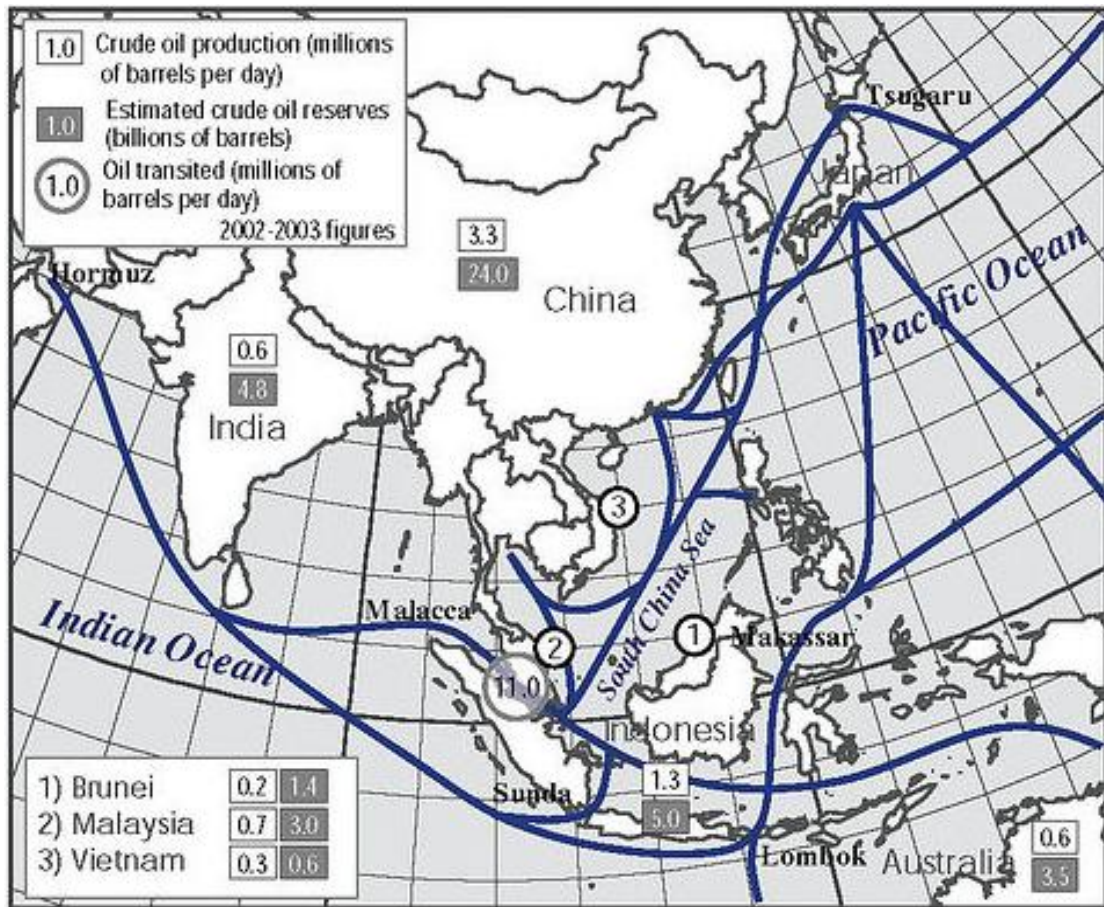 1.0 Crude oil production (millions
of barrels per day)
1.0 Estimated crude oil reserves
(billions of barrels)
1.0 Oil transited (millions of
barrels per day)
2002-2003 figures
Tsugaru
Japan
Hormuz
3.3
24.0
China
Pacific Ocean
0.6
4.8
India
3
South China Sea
Malacca
Indian Ocean
2
1
Makassar
11.0
Indonesia
1.3
5.0
Sunda
Lombok
Australia
0.6
3.5
1) Brunei 0.2 1.4
2) Malaysia 0.7 3.0
3) Vietnam 0.3 0.6